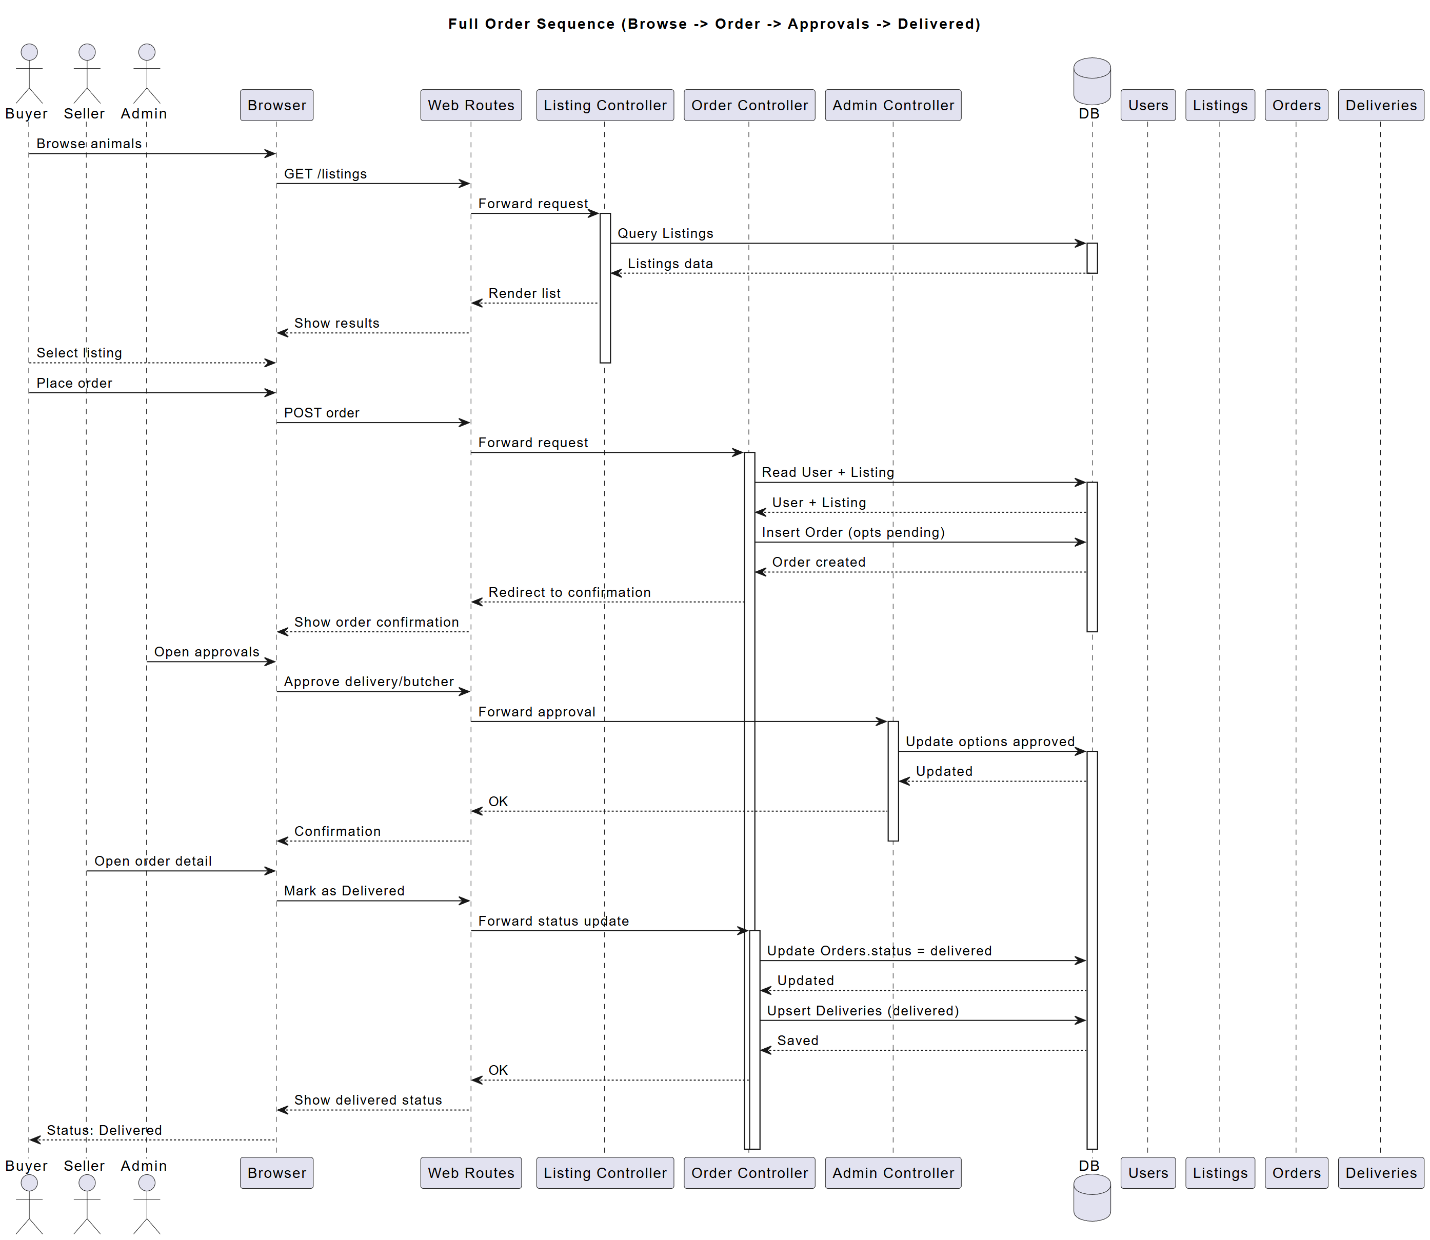 Full Order Sequence (Browse -> Order -> Approvals -> Delivered)
Buyer Seller Admin Browser Web Routes Listing Controller Order Controller Admin Controller DB Users Listings Orders Deliveries
Browse animals
GET /listings
Forward request
Query Listings
Listings data
Render list
Show results
Select listing
Place order
POST order
Forward request
Read User + Listing
User + Listing
Insert Order (opts pending)
Order created
Redirect to confirmation
Show order confirmation
Open approvals
Approve delivery/butcher
Forward approval
Update options approved
Updated
OK
Confirmation
Open order detail
Mark as Delivered
Forward status update
Update Orders.status = delivered
Updated
Upsert Deliveries (delivered)
Saved
OK
Show delivered status
Status: Delivered
Buyer Seller Admin Browser Web Routes Listing Controller Order Controller Admin Controller DB Users Listings Orders Deliveries